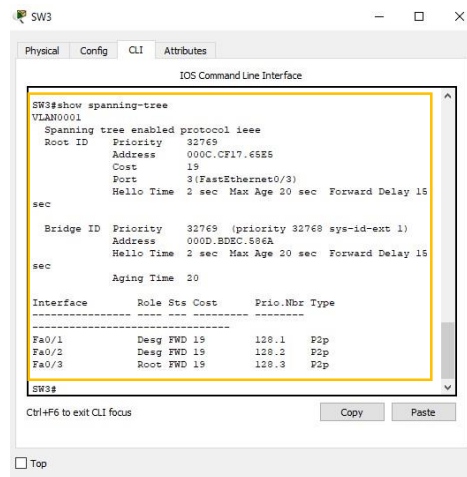 SW3
Physical Config CLI Attributes
IOS Command Line Interface
SW3#show spanning-tree
VLAN0001
Spanning tree enabled protocol ieee
Root ID Priority 32769
Address 000C.CF17.65E5
Cost 19
Port 3(FastEthernet0/3)
Hello Time 2 sec Max Age 20 sec Forward Delay 15
sec
Bridge ID Priority 32769 (priority 32768 sys-id-ext 1)
Address 000D.BDEC.586A
Hello Time 2 sec Max Age 20 sec Forward Delay 15
sec
Aging Time 20
Interface Role Sts Cost Prio.Nbr Type
---------------- ---- --- --------- --------
--------------------------------
Fa0/1 Desg FWD 19 128.1 P2p
Fa0/2 Desg FWD 19 128.2 P2p
Fa0/3 Root FWD 19 128.3 P2p
SW3#
Ctrl+F6 to exit CLI focus Copy Paste
Top